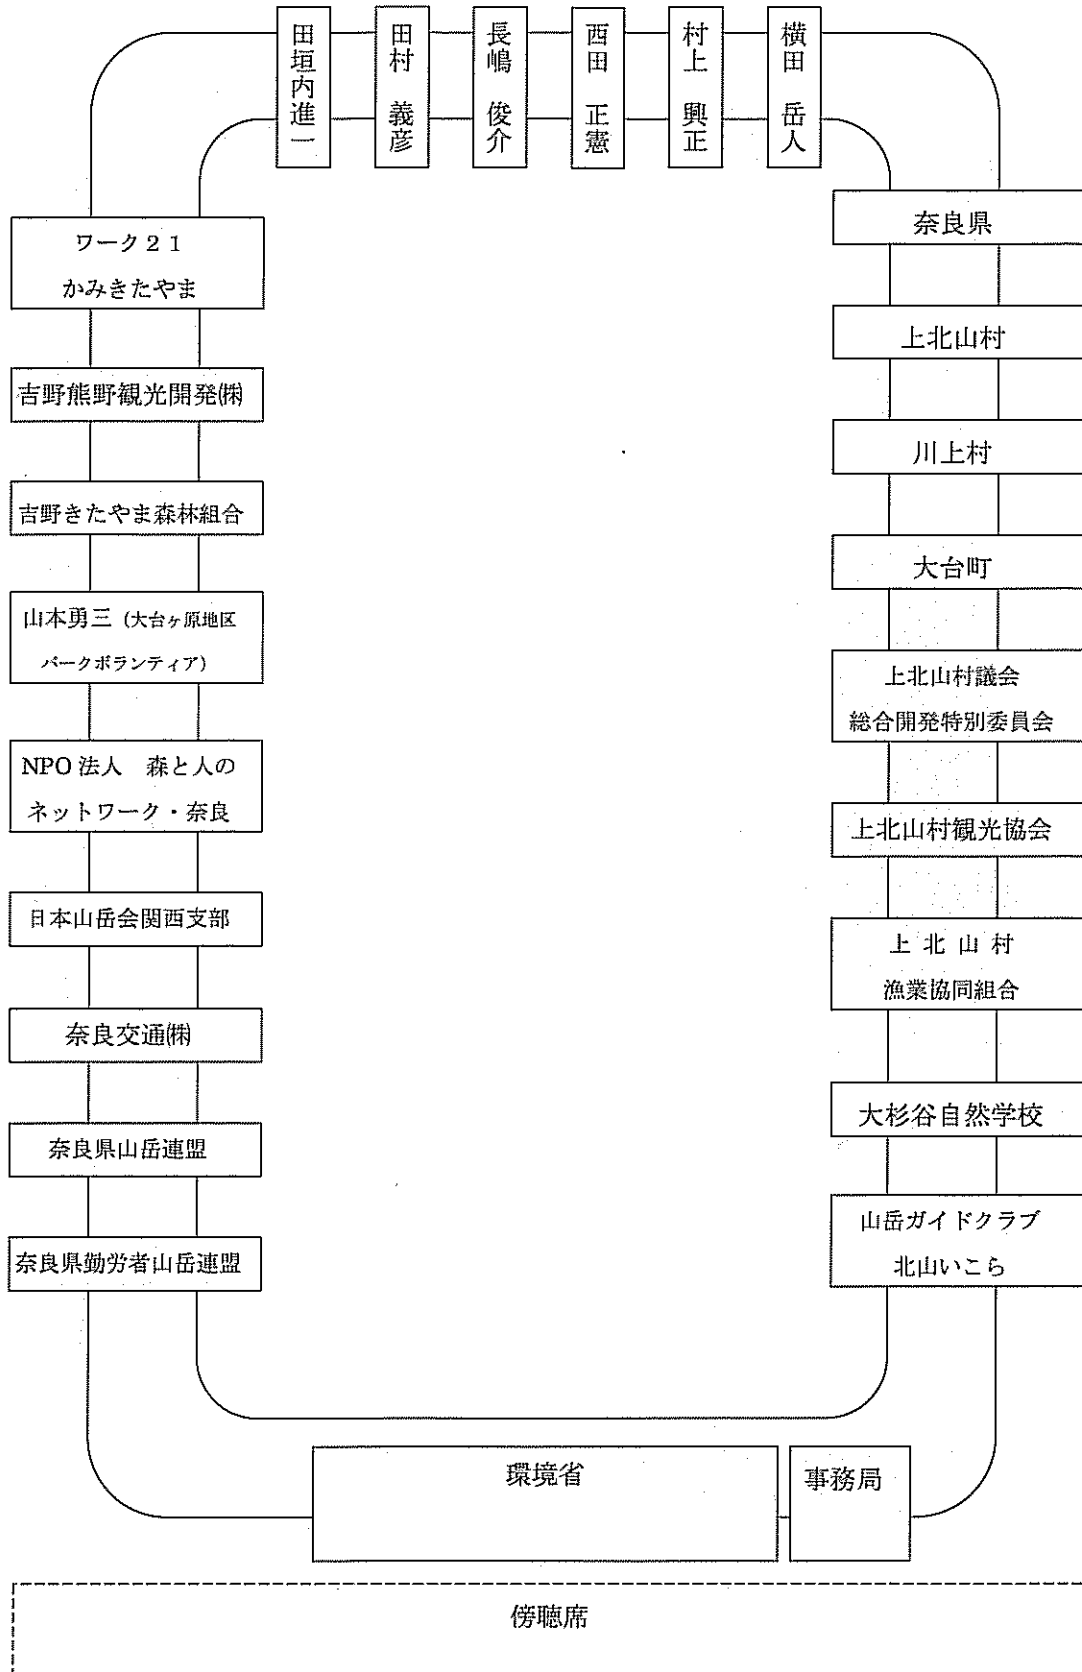 田垣内進一
田村 義彦
長嶋 俊介
西田 正憲
村上 興正
横田 岳人
ワーク21
かみきたやま
吉野熊野観光開発㈱
吉野きたやま森林組合
山本勇三(大台ヶ原地区
パークボランティア)
NPO法人 森と人の
ネットワーク・奈良
日本山岳会関西支部
奈良交通㈱
奈良県山岳連盟
奈良県勤労者山岳連盟
奈良県
上北山村
川上村
大台町
上北山村議会
総合開発特別委員会
上北山村観光協会
上北山村
漁業協同組合
大杉谷自然学校
山岳ガイドクラブ
北山いこら
環境省
事務局
傍聴席